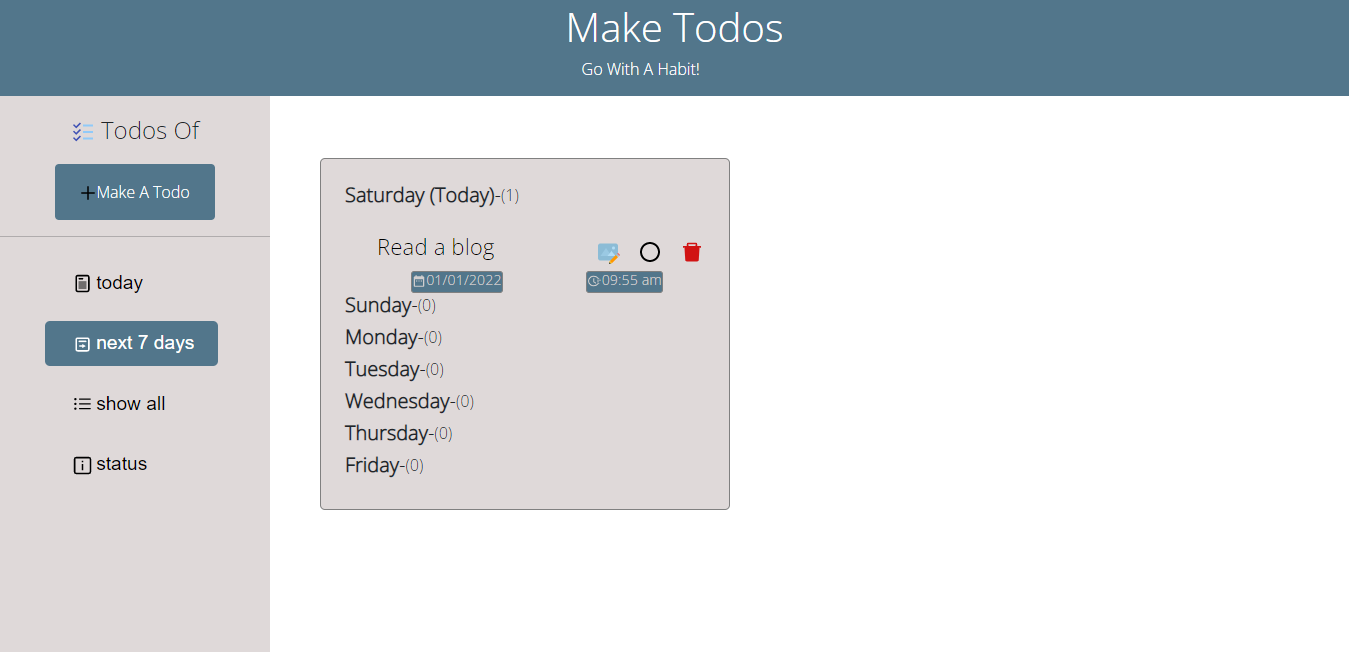 Make Todos
Go With A Habit!
Todos Of
Make A Todo
today
next 7 days
show all
status
Saturday (Today)-(1)
Read a blog
01/01/2022 09:55 am
Sunday-(0)
Monday-(0)
Tuesday-(0)
Wednesday-(0)
Thursday-(0)
Friday-(0)